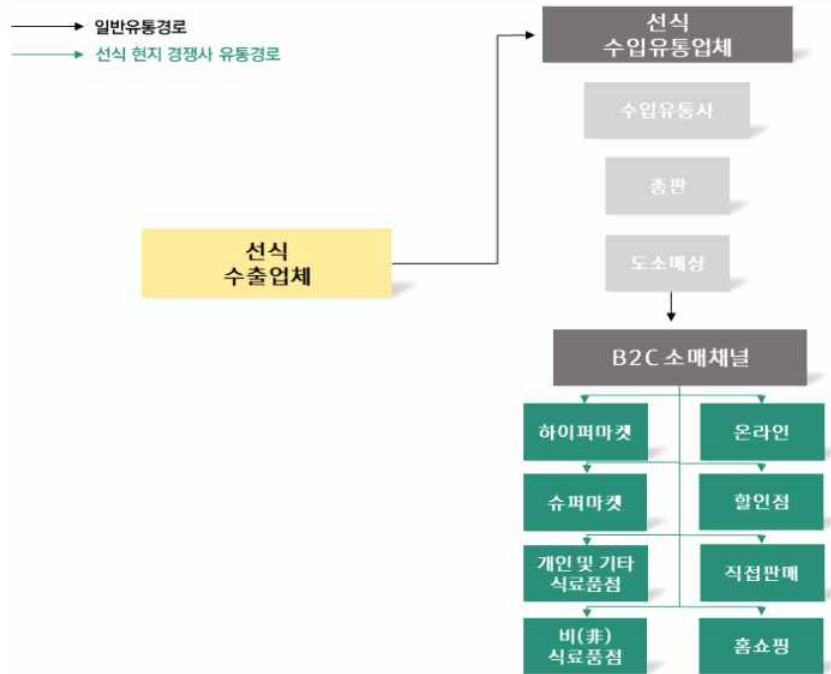 일반유통경로
선식 현지 경쟁사 유통경로
선식
수입유통업체
수입유통사
총판
도소매상
선식
수출업체
B2C 소매채널
하이퍼마켓
온라인
슈퍼마켓
할인점
개인 및 기타
식료품점
직접판매
비(非)
식료품점
홈쇼핑